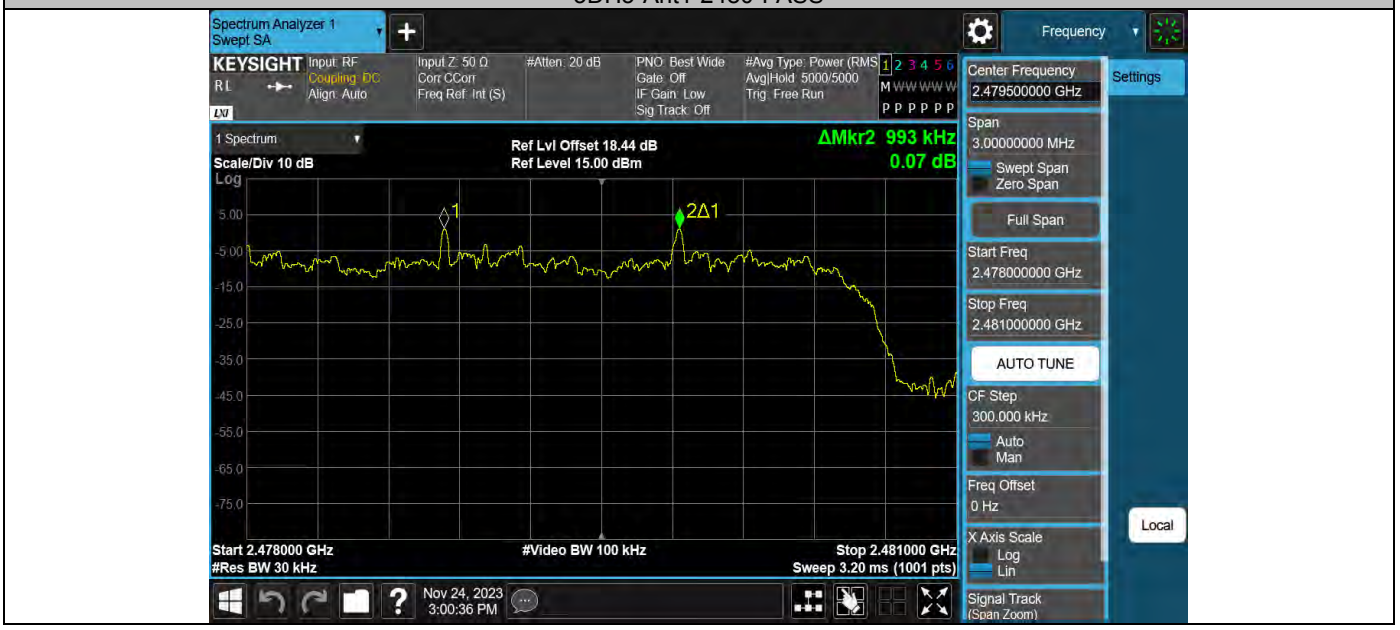 Spectrum Analyzer 1
Swept SA
+
Frequency
KEYSIGHT
RL
LXI
Input: RF
Coupling: DC
Align: Auto
Input Z: 50 Ω
Corr CCorr
Freq Ref: Int (S)
#Atten: 20 dB
PNO: Best Wide
Gate: Off
IF Gain: Low
Sig Track: Off
#Avg Type: Power (RMS
Avg|Hold: 5000/5000
Trig: Free Run
1 2 3 4 5 6
M W W W W W
P P P P P P
1 Spectrum
Scale/Div 10 dB
Log
Ref Lvl Offset 18.44 dB
Ref Level 15.00 dBm
ΔMkr2 993 kHz
0.07 dB
1
2Δ1
5.00
-5.00
-15.0
-25.0
-35.0
-45.0
-55.0
-65.0
-75.0
Start 2.478000 GHz
#Res BW 30 kHz
#Video BW 100 kHz
Stop 2.481000 GHz
Sweep 3.20 ms (1001 pts)
Center Frequency
2.479500000 GHz
Settings
Span
3.00000000 MHz
Swept Span
Zero Span
Full Span
Start Freq
2.478000000 GHz
Stop Freq
2.481000000 GHz
AUTO TUNE
CF Step
300.000 kHz
Auto
Man
Freq Offset
0 Hz
X Axis Scale
Log
Lin
Signal Track
(Span Zoom)
Local
?
Nov 24, 2023
3:00:36 PM